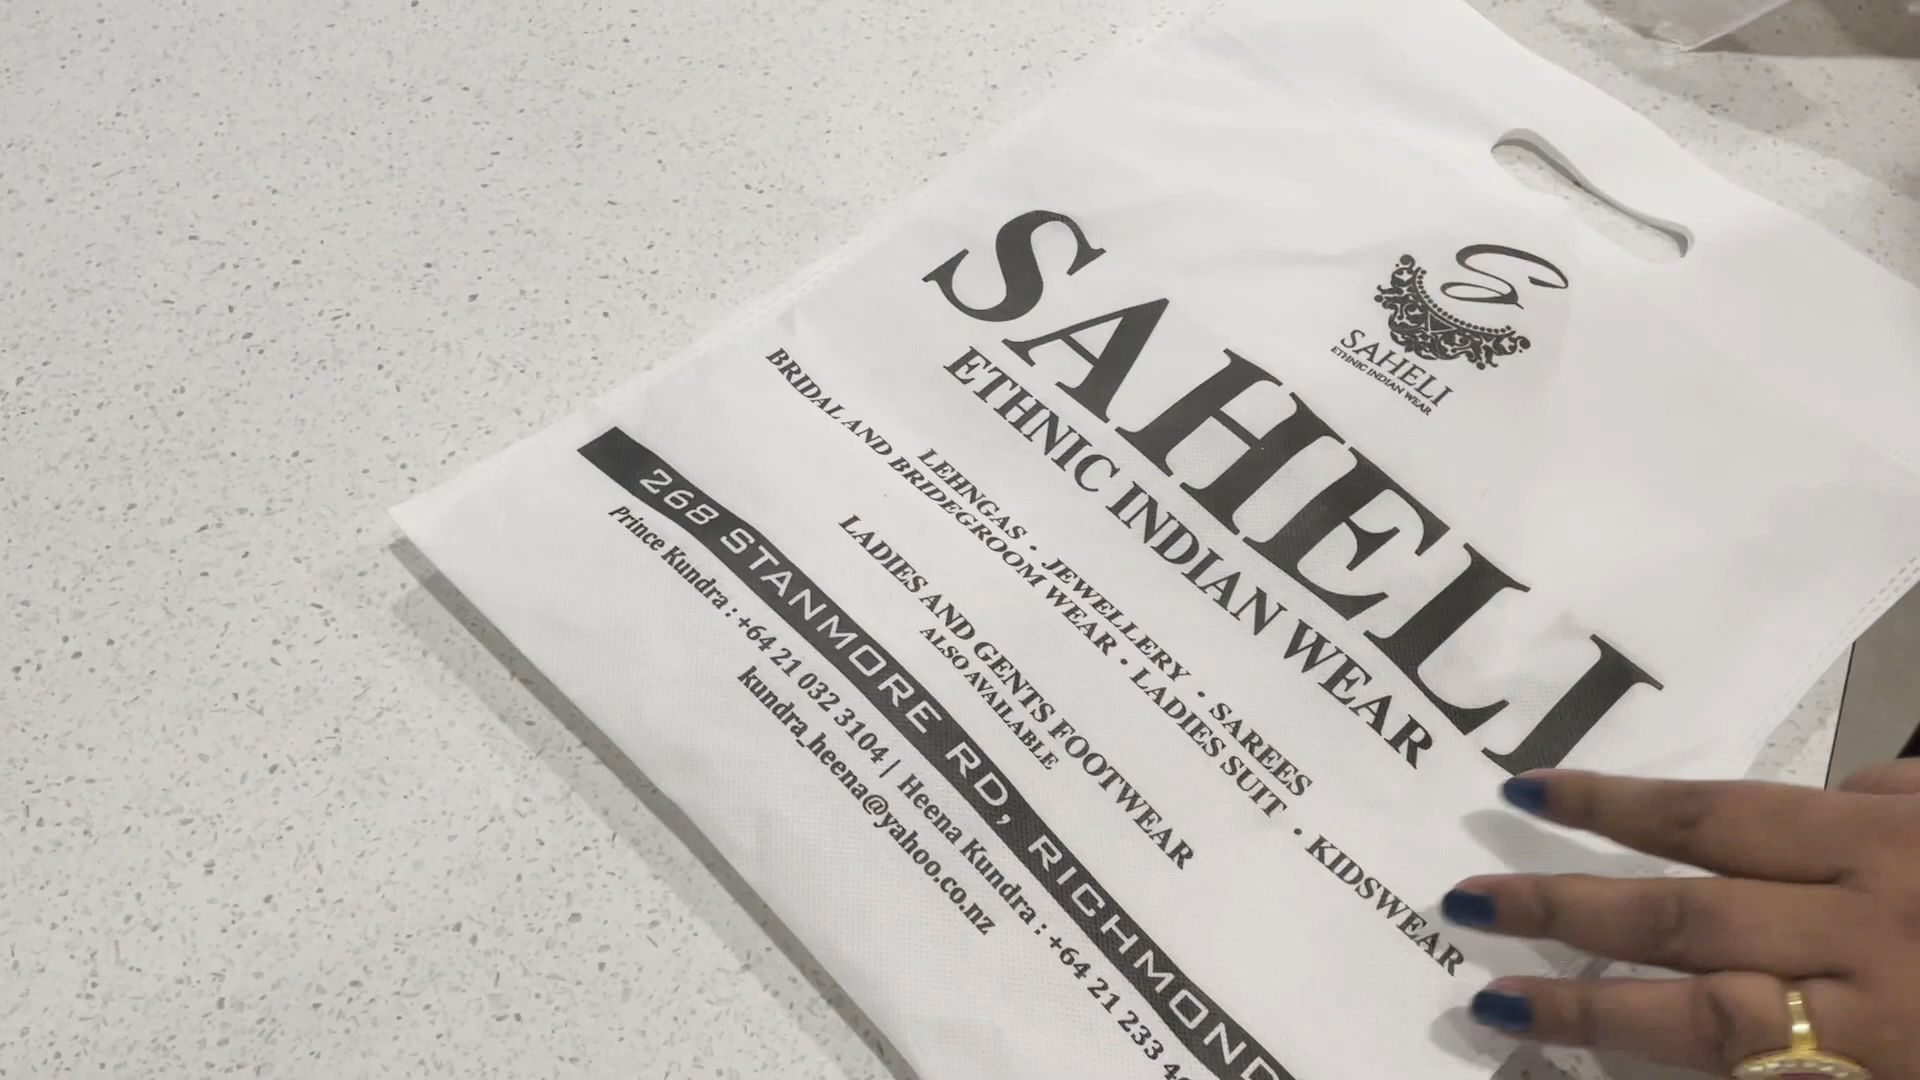 S
SAHELI
ETHNIC INDIAN WEAR
SAHELI
ETHNIC INDIAN WEAR
LEHNGAS • JEWELLERY • SAREES
BRIDAL AND BRIDEGROOM WEAR • LADIES SUIT • KIDSWEAR
LADIES AND GENTS FOOTWEAR
ALSO AVAILABLE
268 STANMORE RD, RICHMOND
Prince Kundra : +64 21 032 3104 | Heena Kundra : +64 21 233
kundra_heena@yahoo.co.nz